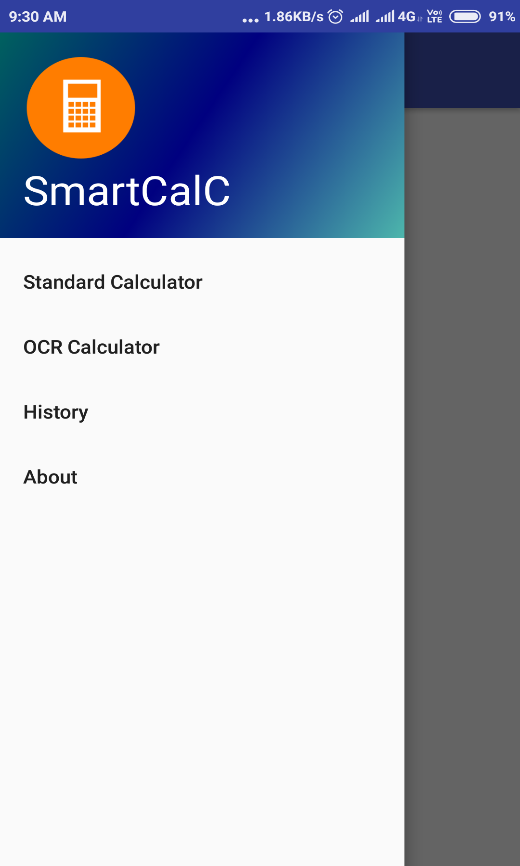 9:30 AM ... 1.86KB/s 4G Vo LTE 91%
SmartCalC
Standard Calculator
OCR Calculator
History
About